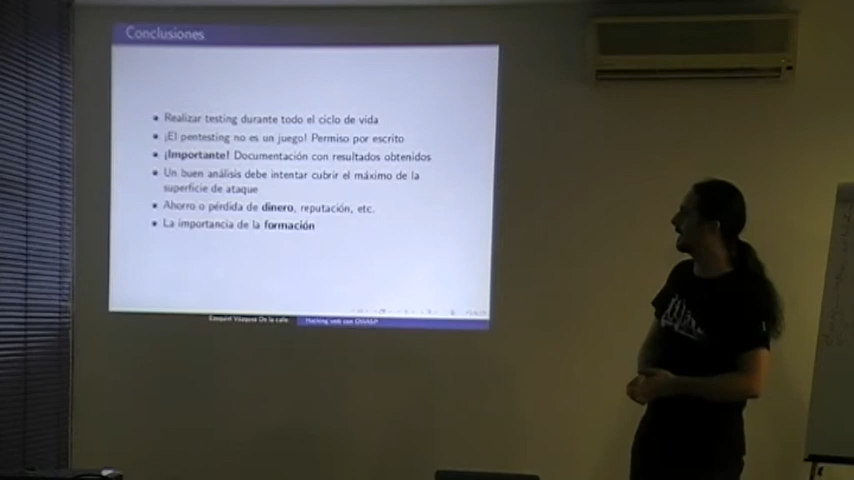 Conclusiones
Realizar testing durante todo el ciclo de vida
¡El pentesting no es un juego! Permiso por escrito
¡Importante! Documentación con resultados obtenidos
Un buen análisis debe intentar cubrir el máximo de la
superficie de ataque
Ahorro o pérdida de dinero, reputación, etc.
La importancia de la formación
Ezequiel Vázquez De la calle
Hacking web con OWASP